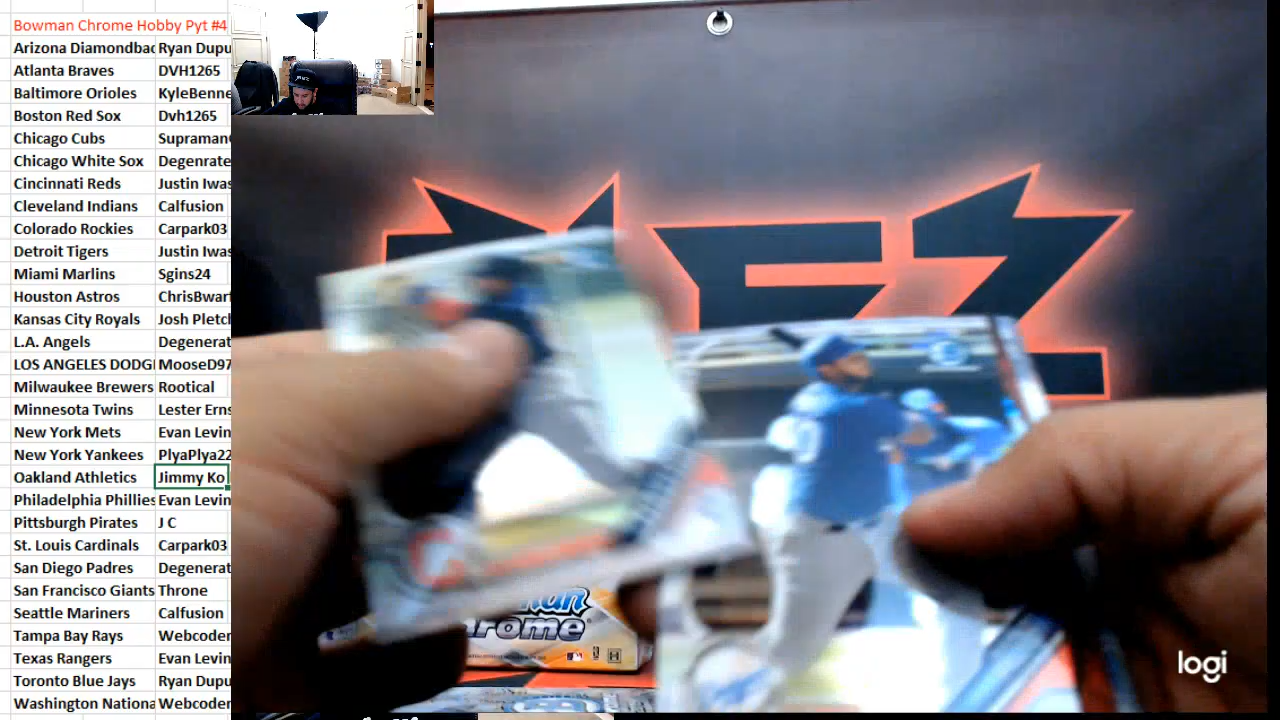 Bowman Chrome Hobby Pyt #4
Arizona Diamondbac Ryan Dupu
Atlanta Braves DVH1265
Baltimore Orioles KyleBenne
Boston Red Sox Dvh1265
Chicago Cubs Supraman
Chicago White Sox Degenrate
Cincinnati Reds Justin Iwas
Cleveland Indians Calfusion
Colorado Rockies Carpark03
Detroit Tigers Justin Iwas
Miami Marlins Sgins24
Houston Astros ChrisBwar
Kansas City Royals Josh Pletch
L.A. Angels Degenerat
LOS ANGELES DODG MooseD97
Milwaukee Brewers Rootical
Minnesota Twins Lester Erns
New York Mets Evan Levin
New York Yankees PlyaPlya22
Oakland Athletics Jimmy Ko
Philadelphia Phillies Evan Levin
Pittsburgh Pirates J C
St. Louis Cardinals Carpark03
San Diego Padres Degenerat
San Francisco Giants Throne
Seattle Mariners Calfusion
Tampa Bay Rays Webcoder
Texas Rangers Evan Levin
Toronto Blue Jays Ryan Dupu
Washington Nationa Webcoder
logi